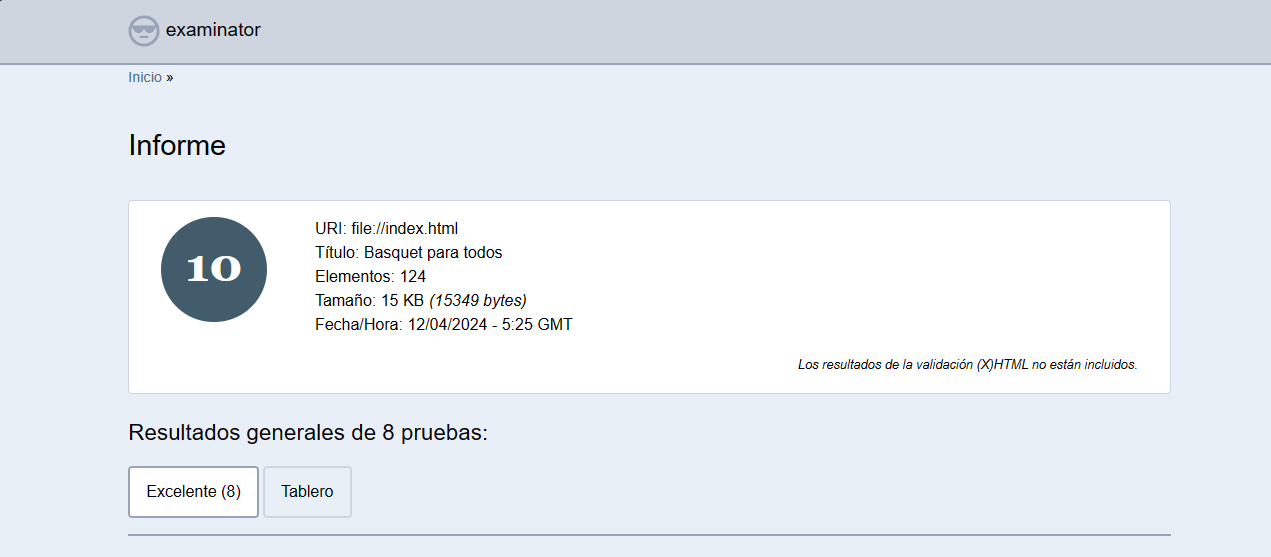 examinator
Inicio »
Informe
10
URI: file://index.html
Título: Basquet para todos
Elementos: 124
Tamaño: 15 KB (15349 bytes)
Fecha/Hora: 12/04/2024 - 5:25 GMT
Los resultados de la validación (X)HTML no están incluidos.
Resultados generales de 8 pruebas:
Excelente (8) Tablero